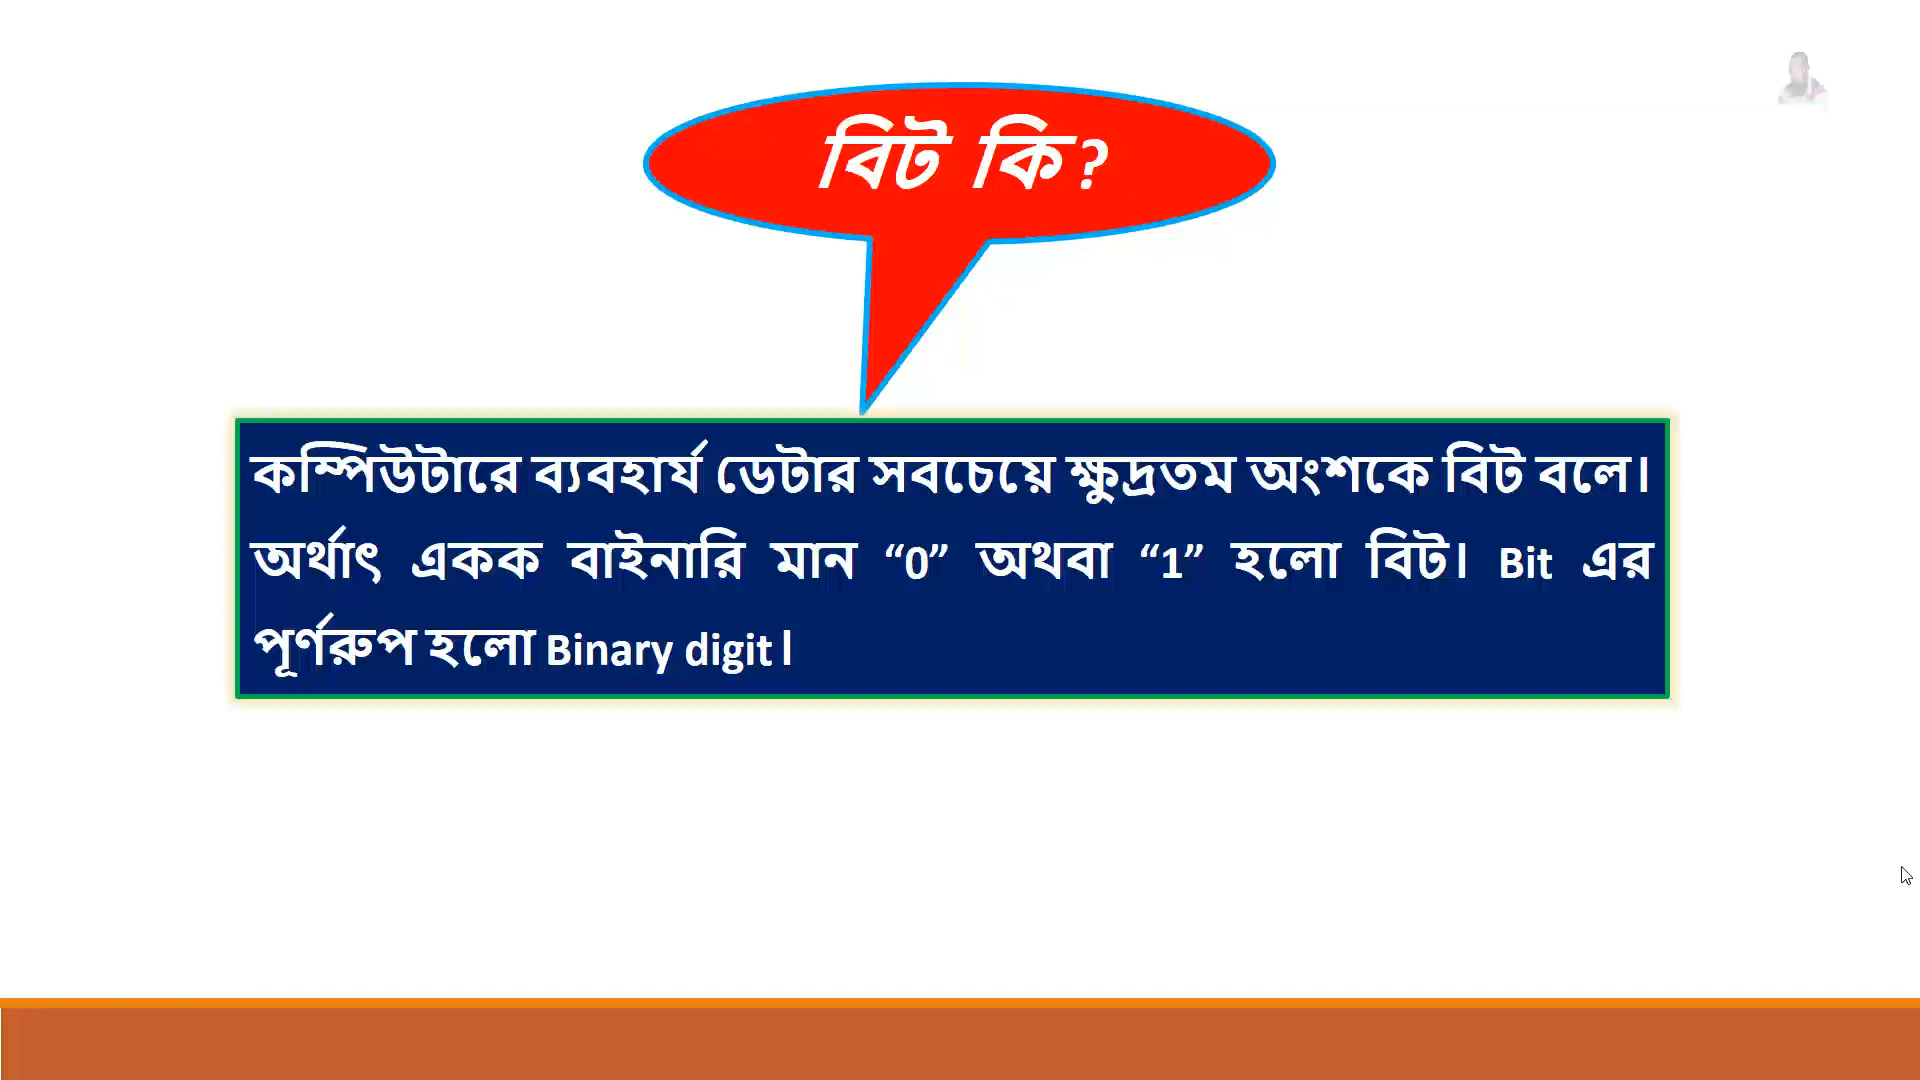 বিট কি?
কম্পিউটারে ব্যবহার্য ডেটার সবচেয়ে ক্ষুদ্রতম অংশকে বিট বলে।
অর্থাৎ একক বাইনারি মান “0” অথবা “1” হলো বিট। Bit এর
পূর্ণরুপ হলো Binary digit।